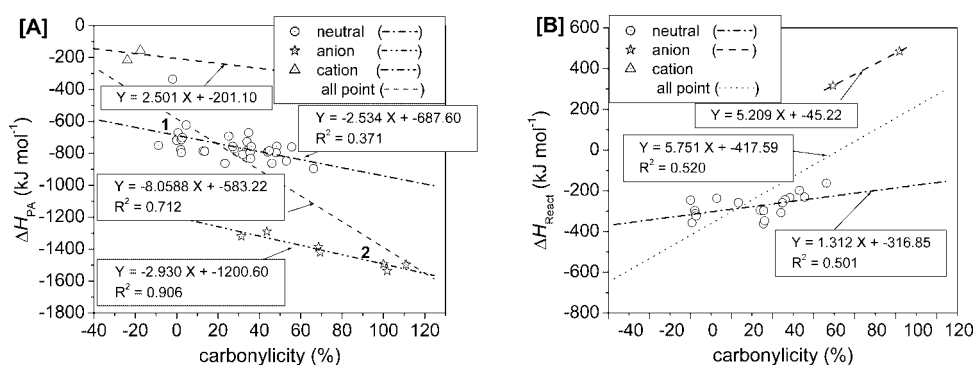 [A]
0
-200
-400
-600
-800
-1000
-1200
-1400
-1600
-1800
ΔH_PA (kJ mol⁻¹)
neutral ( )
anion ( )
cation ( )
all point ( )
Y = 2.501 X + -201.10
1
Y = -2.534 X + -687.60
R² = 0.371
Y = -8.0588 X + -583.22
R² = 0.712
2
Y = -2.930 X + -1200.60
R² = 0.906
-40 -20 0 20 40 60 80 100 120
carbonylicity (%)
[B]
600
400
200
0
-200
-400
-600
-800
ΔH_React (kJ mol⁻¹)
neutral ( )
anion ( )
cation
all point ( )
Y = 5.209 X + -45.22
Y = 5.751 X + -417.59
R² = 0.520
Y = 1.312 X + -316.85
R² = 0.501
-40 -20 0 20 40 60 80 100 120
carbonylicity (%)